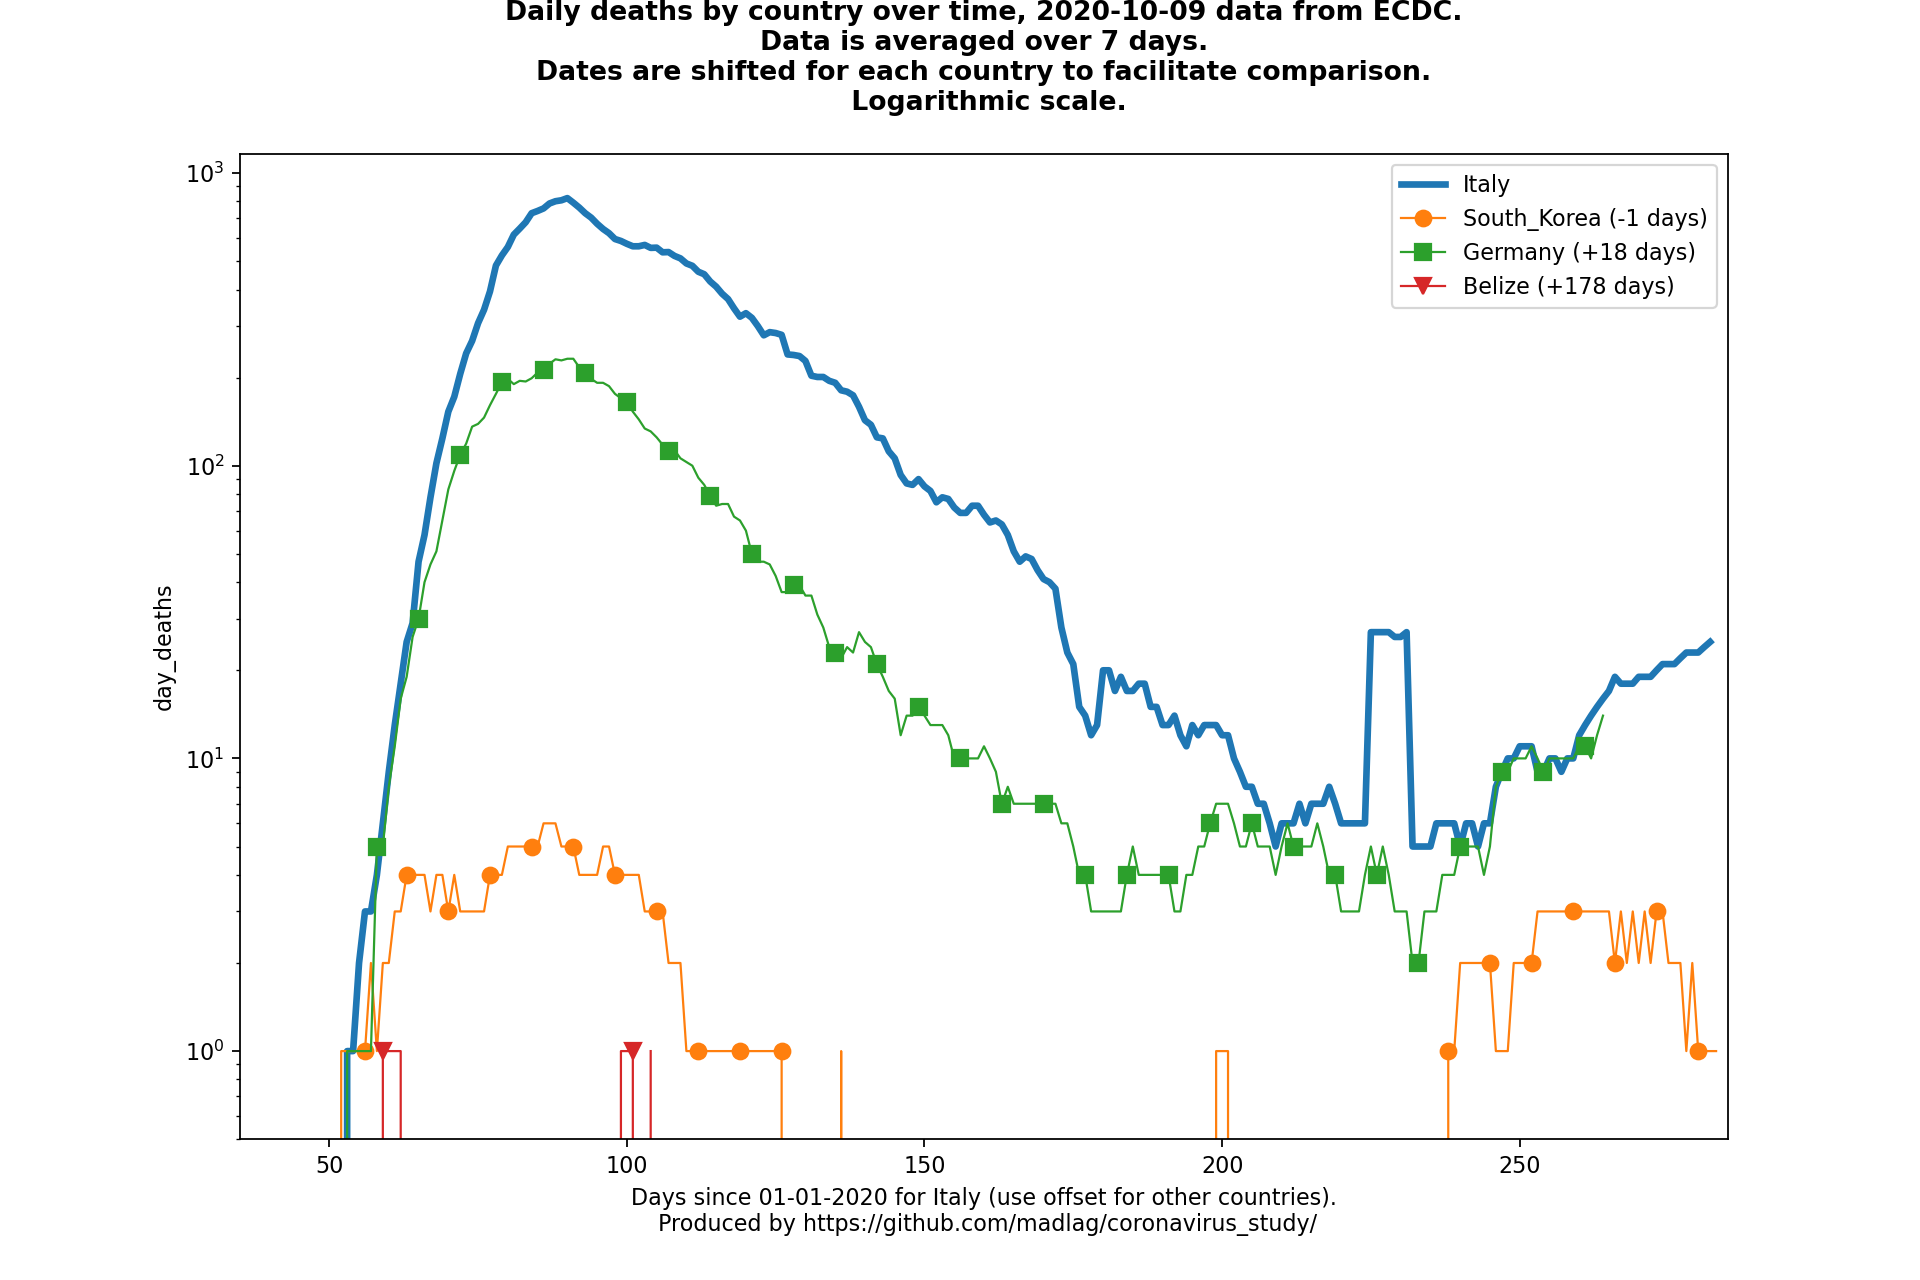 Daily deaths by country over time, 2020-10-09 data from ECDC.
Data is averaged over 7 days.
Dates are shifted for each country to facilitate comparison.
Logarithmic scale.
10³
10²
10¹
10⁰
day_deaths
Italy
South_Korea (-1 days)
Germany (+18 days)
Belize (+178 days)
50 100 150 200 250
Days since 01-01-2020 for Italy (use offset for other countries).
Produced by https://github.com/madlag/coronavirus_study/